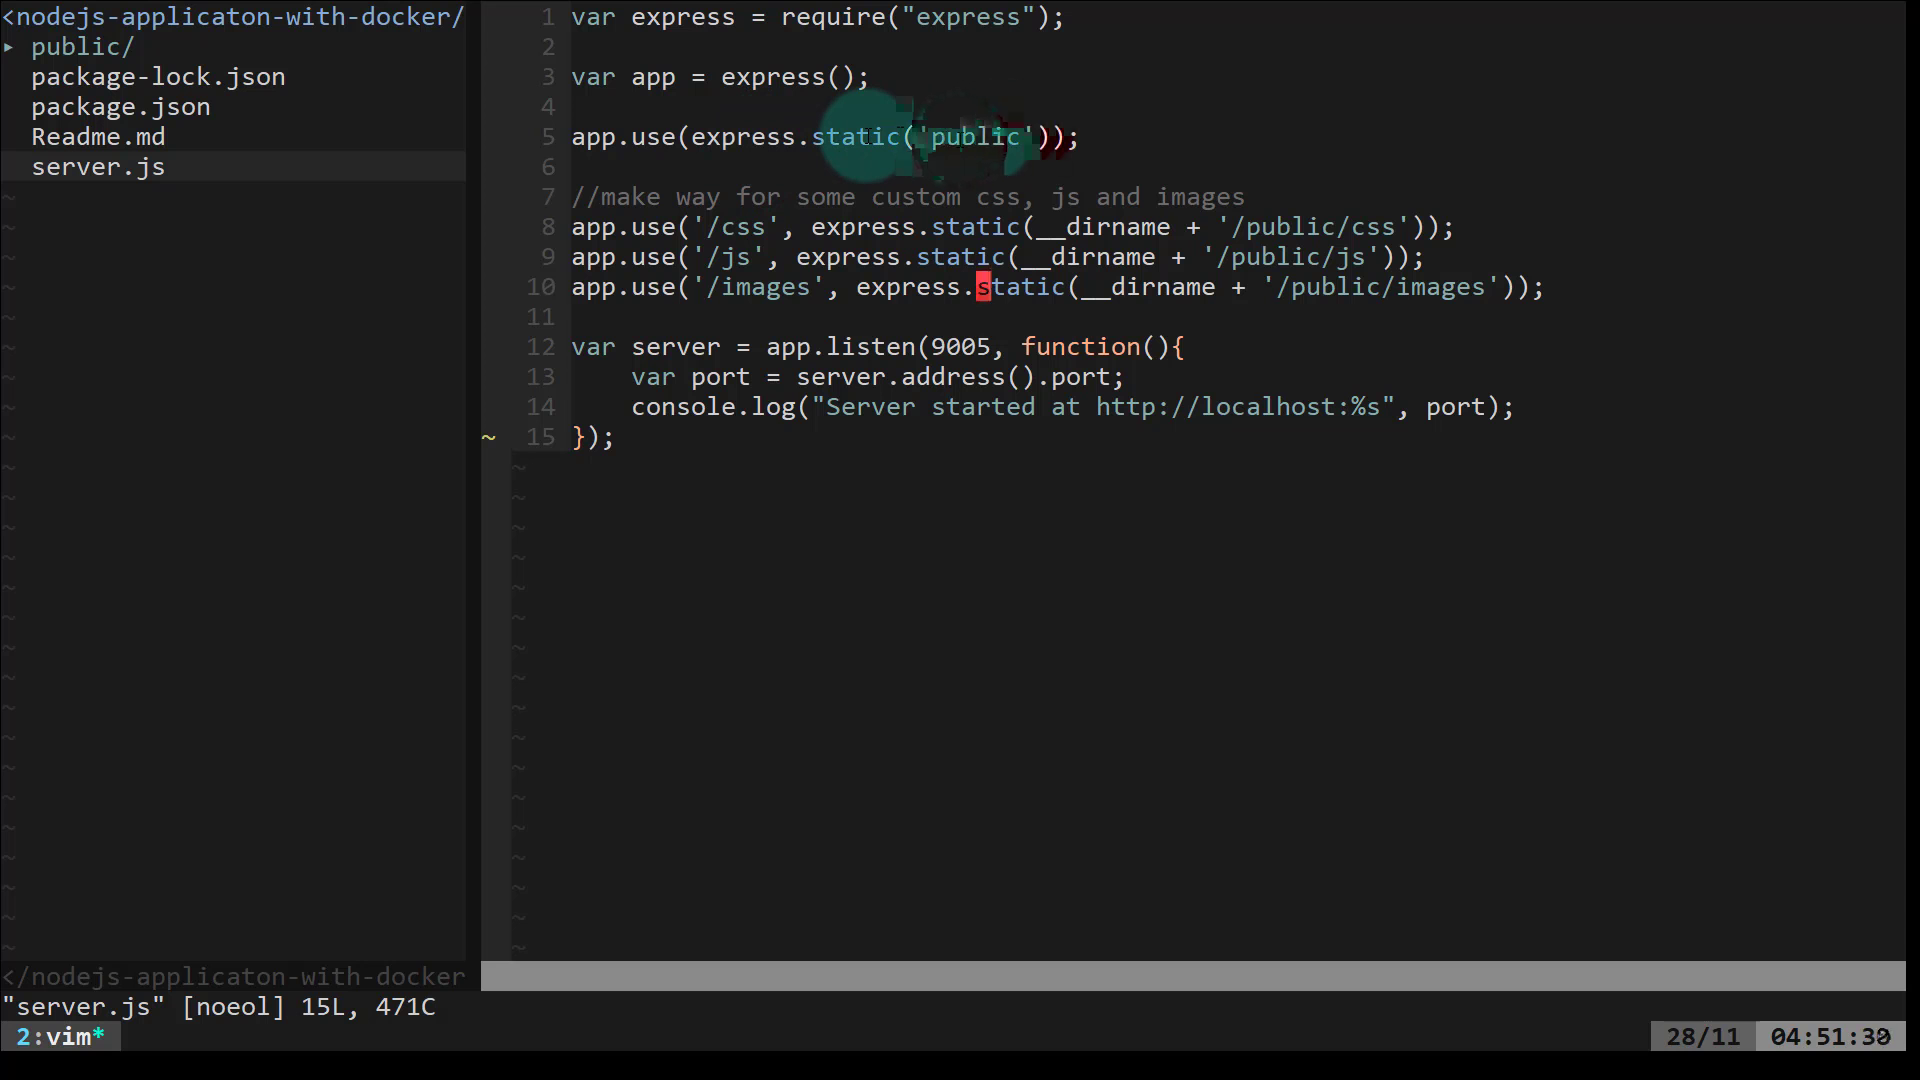 <nodejs-applicaton-with-docker/
▸ public/
package-lock.json
package.json
Readme.md
server.js
1 var express = require("express");
2
3 var app = express();
4
5 app.use(express.static('public'));
6
7 //make way for some custom css, js and images
8 app.use('/css', express.static(__dirname + '/public/css'));
9 app.use('/js', express.static(__dirname + '/public/js'));
10 app.use('/images', express.static(__dirname + '/public/images'));
11
12 var server = app.listen(9005, function(){
13     var port = server.address().port;
14     console.log("Server started at http://localhost:%s", port);
~ 15 });
</nodejs-applicaton-with-docker
"server.js" [noeol] 15L, 471C
2:vim*
28/11 04:51: